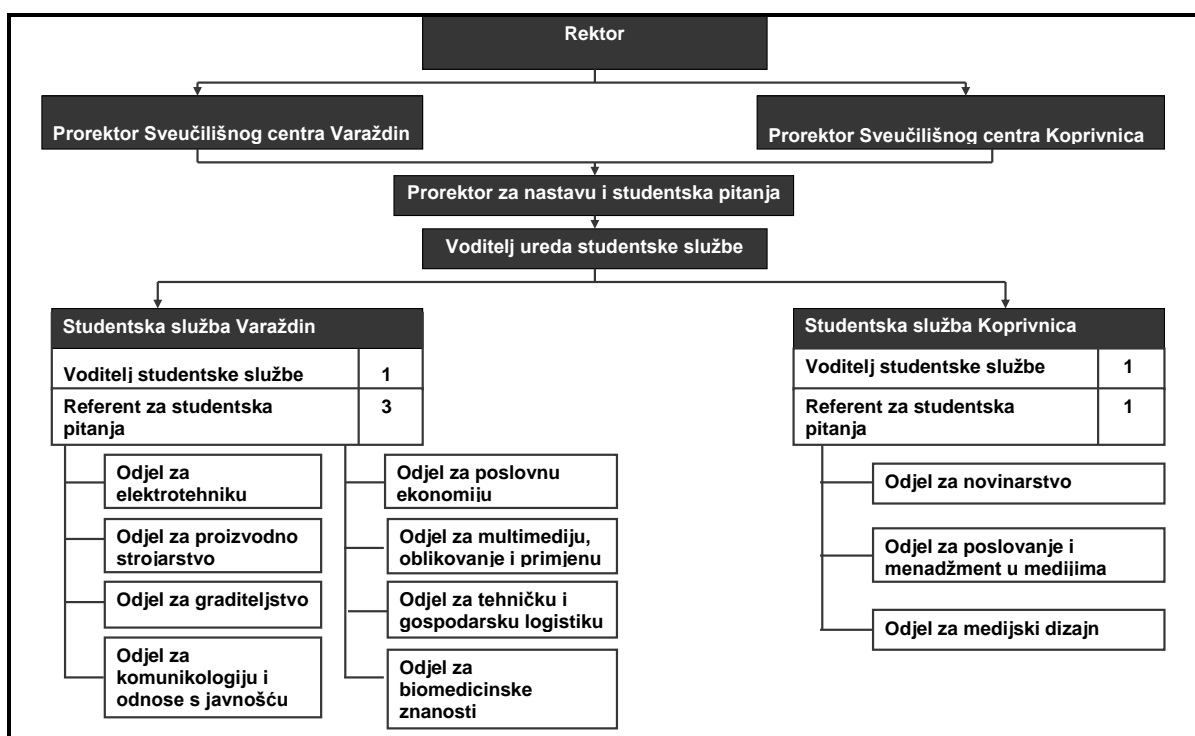 Rektor
Prorektor Sveučilišnog centra Varaždin
Prorektor Sveučilišnog centra Koprivnica
Prorektor za nastavu i studentska pitanja
Voditelj ureda studentske službe
Studentska služba Varaždin
Voditelj studentske službe 1
Referent za studentska 3
pitanja
Odjel za
elektrotehniku
Odjel za proizvodno
strojarstvo
Odjel za graditeljstvo
Odjel za
komunikologiju i
odnose s javnošću
Odjel za poslovnu
ekonomiju
Odjel za multimediju,
oblikovanje i primjenu
Odjel za tehničku i
gospodarsku logistiku
Odjel za
biomedicinske
znanosti
Studentska služba Koprivnica
Voditelj studentske službe 1
Referent za studentska 1
pitanja
Odjel za novinarstvo
Odjel za poslovanje i
menadžment u medijima
Odjel za medijski dizajn